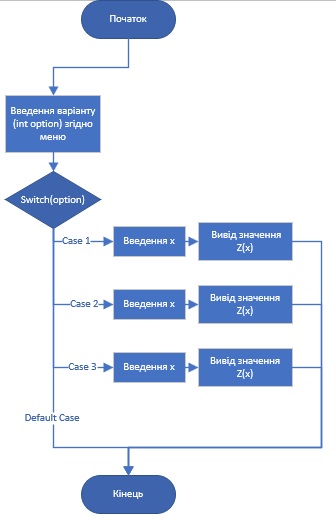 Початок
Введення варіанту
(int option) згідно
меню
Switch(option)
Case 1
Введення x
Вивід значення
Z(x)
Case 2
Введення x
Вивід значення
Z(x)
Case 3
Введення x
Вивід значення
Z(x)
Default Case
Кінець